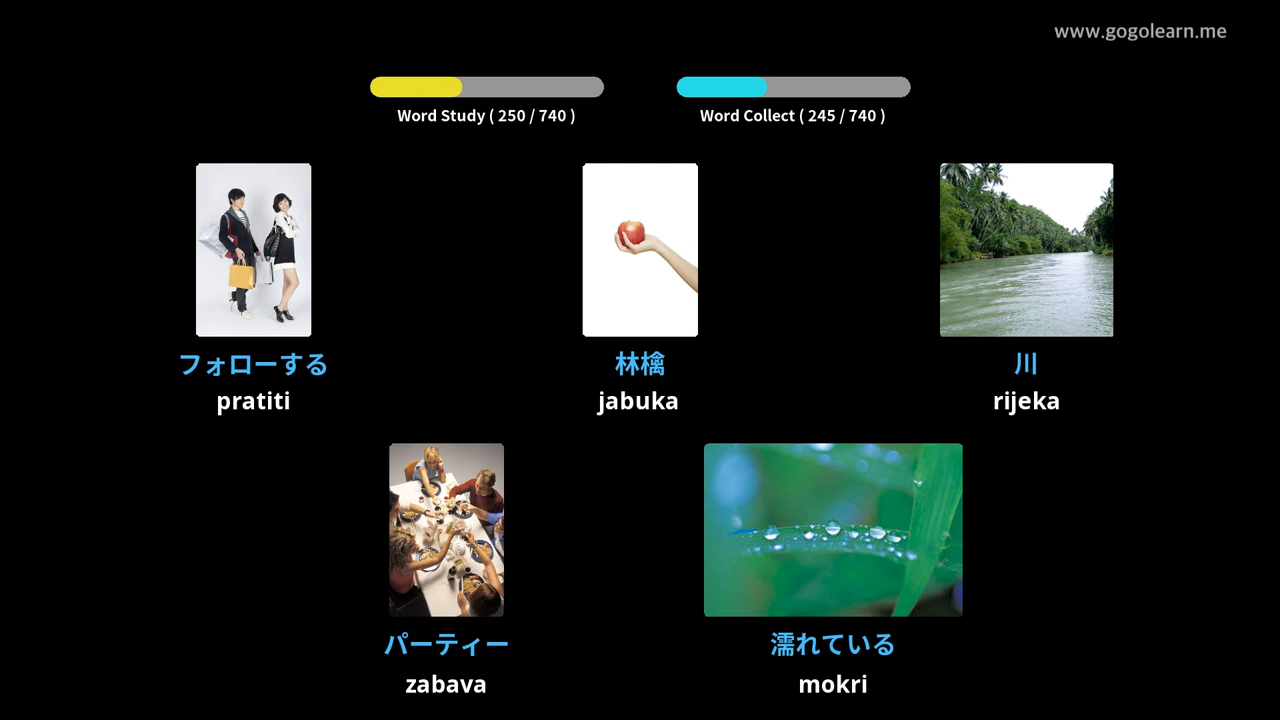 www.gogolearn.me
Word Study ( 250 / 740 )
Word Collect ( 245 / 740 )
フォローする
pratiti
林檎
jabuka
川
rijeka
パーティー
zabava
濡れている
mokri